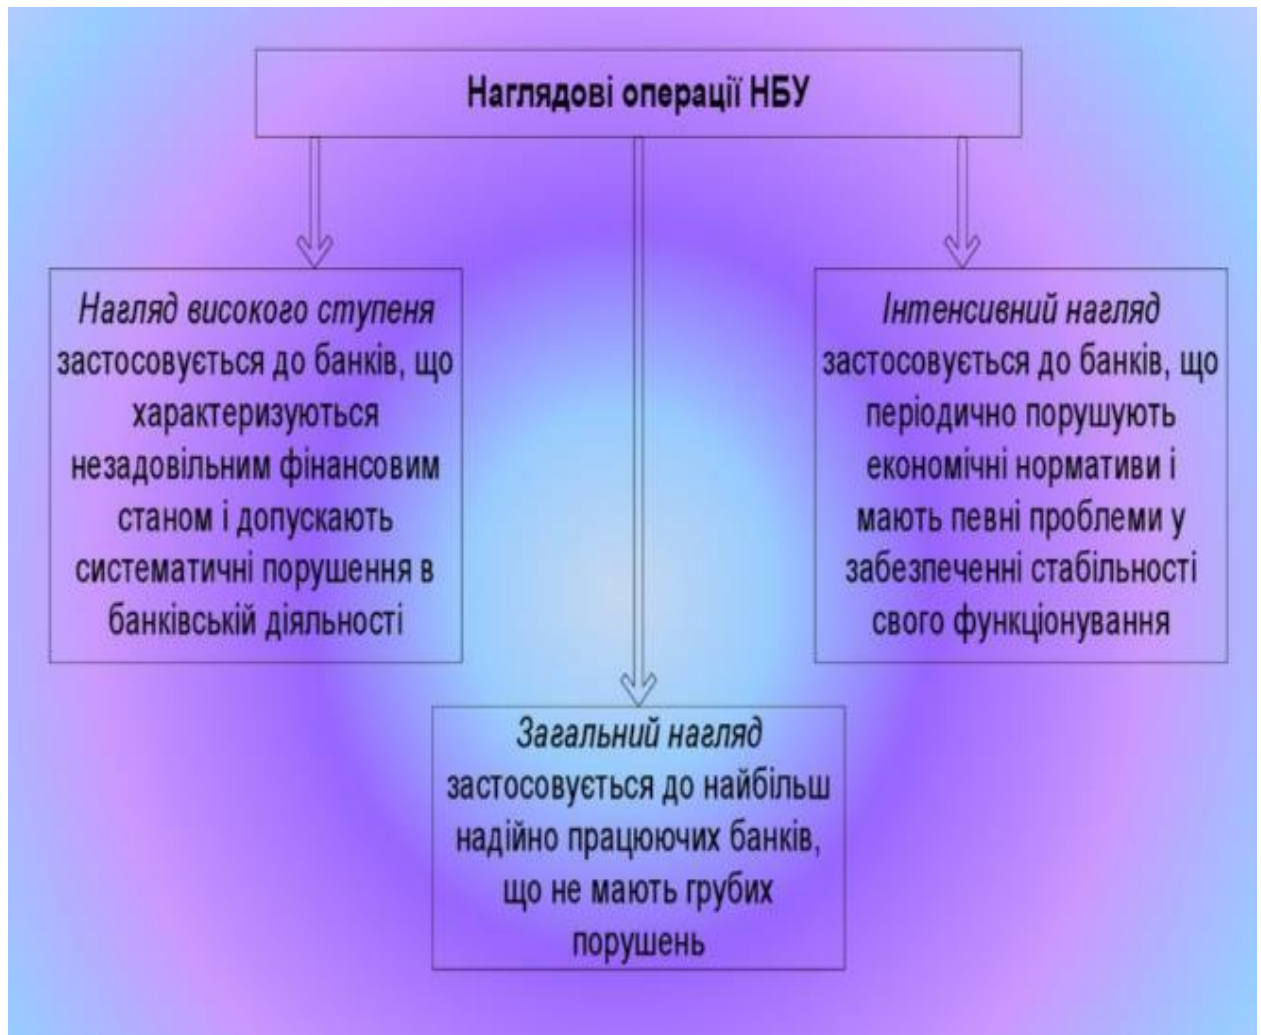 Наглядові операції НБУ
Нагляд високого ступеня
застосовується до банків, що
характеризуються
незадовільним фінансовим
станом і допускають
систематичні порушення в
банківській діяльності
Інтенсивний нагляд
застосовується до банків, що
періодично порушують
економічні нормативи і
мають певні проблеми у
забезпеченні стабільності
свого функціонування
Загальний нагляд
застосовується до найбільш
надійно працюючих банків,
що не мають грубих
порушень